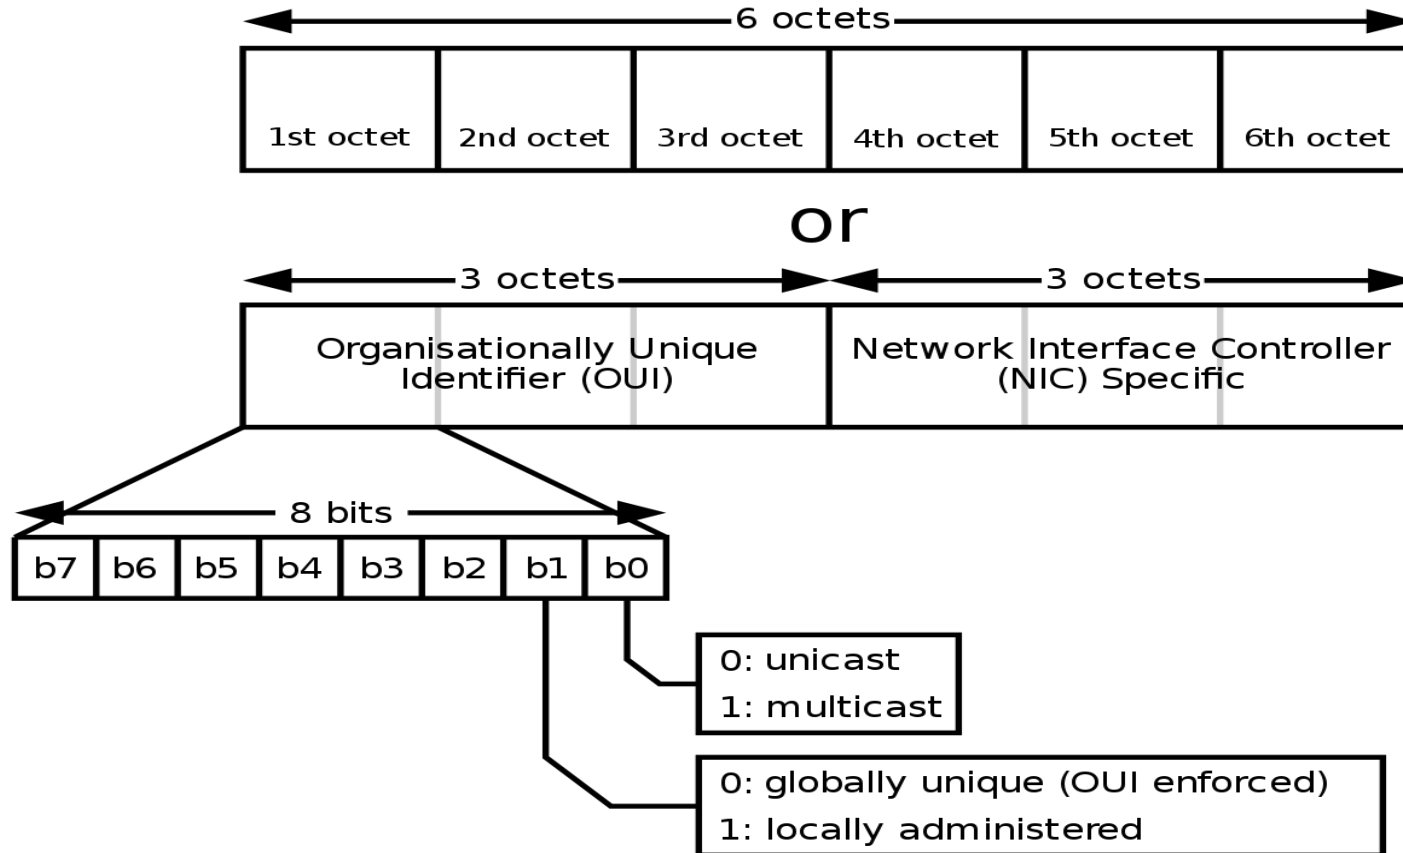 6 octets
1st octet 2nd octet 3rd octet 4th octet 5th octet 6th octet
or
3 octets 3 octets
Organisationally Unique
Identifier (OUI)
Network Interface Controller
(NIC) Specific
8 bits
b7 b6 b5 b4 b3 b2 b1 b0
0: unicast
1: multicast
0: globally unique (OUI enforced)
1: locally administered